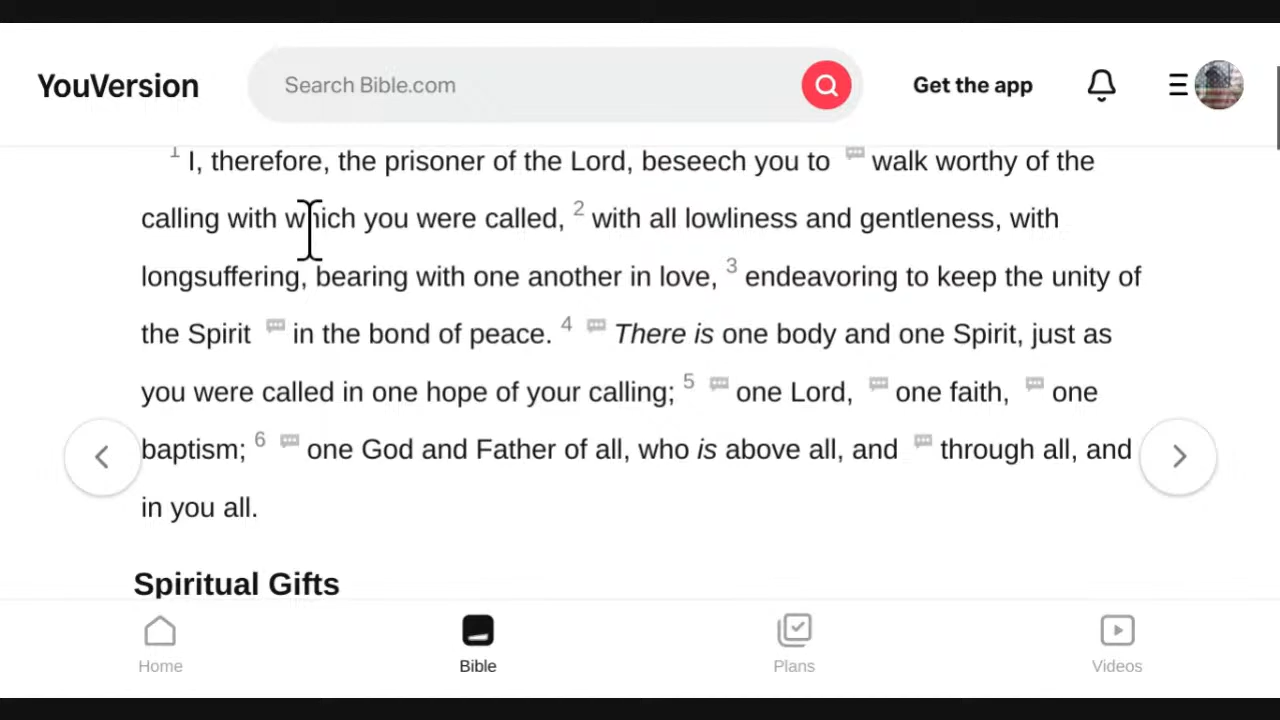 YouVersion
Search Bible.com
Get the app
1 I, therefore, the prisoner of the Lord, beseech you to walk worthy of the
calling with which you were called, 2 with all lowliness and gentleness, with
longsuffering, bearing with one another in love, 3 endeavoring to keep the unity of
the Spirit in the bond of peace. 4 There is one body and one Spirit, just as
you were called in one hope of your calling; 5 one Lord, one faith, one
baptism; 6 one God and Father of all, who is above all, and through all, and
in you all.
Spiritual Gifts
Home
Bible
Plans
Videos